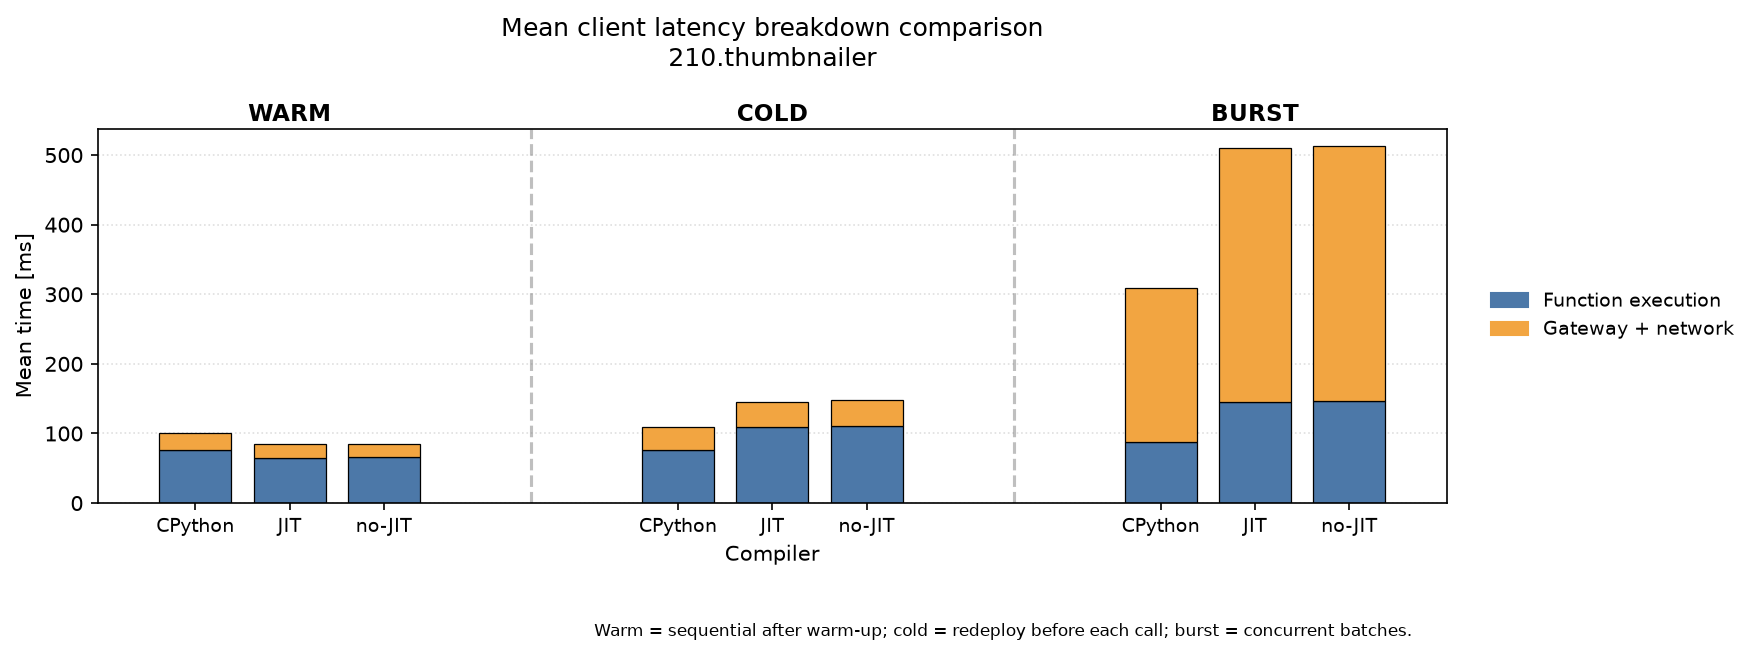 Mean client latency breakdown comparison
210.thumbnailer
WARM COLD BURST
Mean time [ms]
500
400
300
200
100
0
CPython JIT no-JIT CPython JIT no-JIT CPython JIT no-JIT
Compiler
Function execution
Gateway + network
Warm = sequential after warm-up; cold = redeploy before each call; burst = concurrent batches.